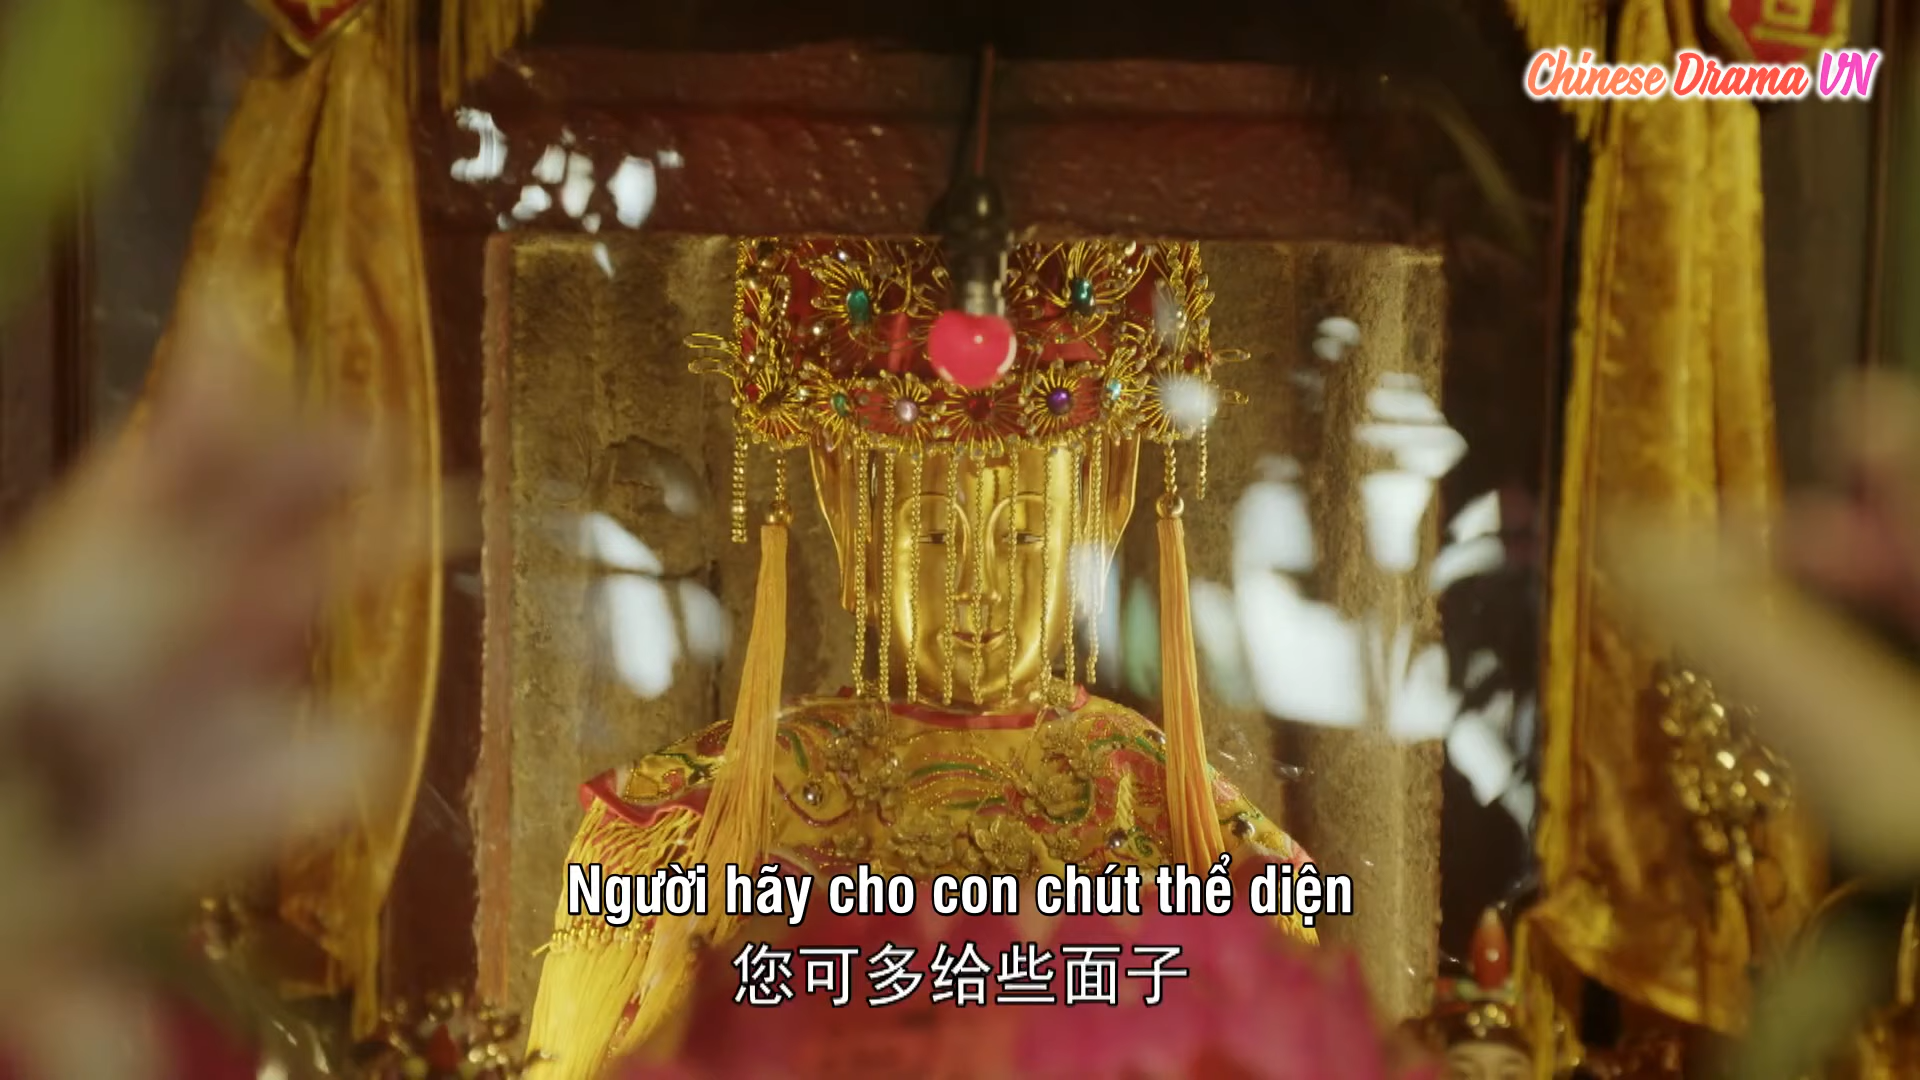 Chinese Drama VN
Người hãy cho con chút thể diện
您可多给些面子